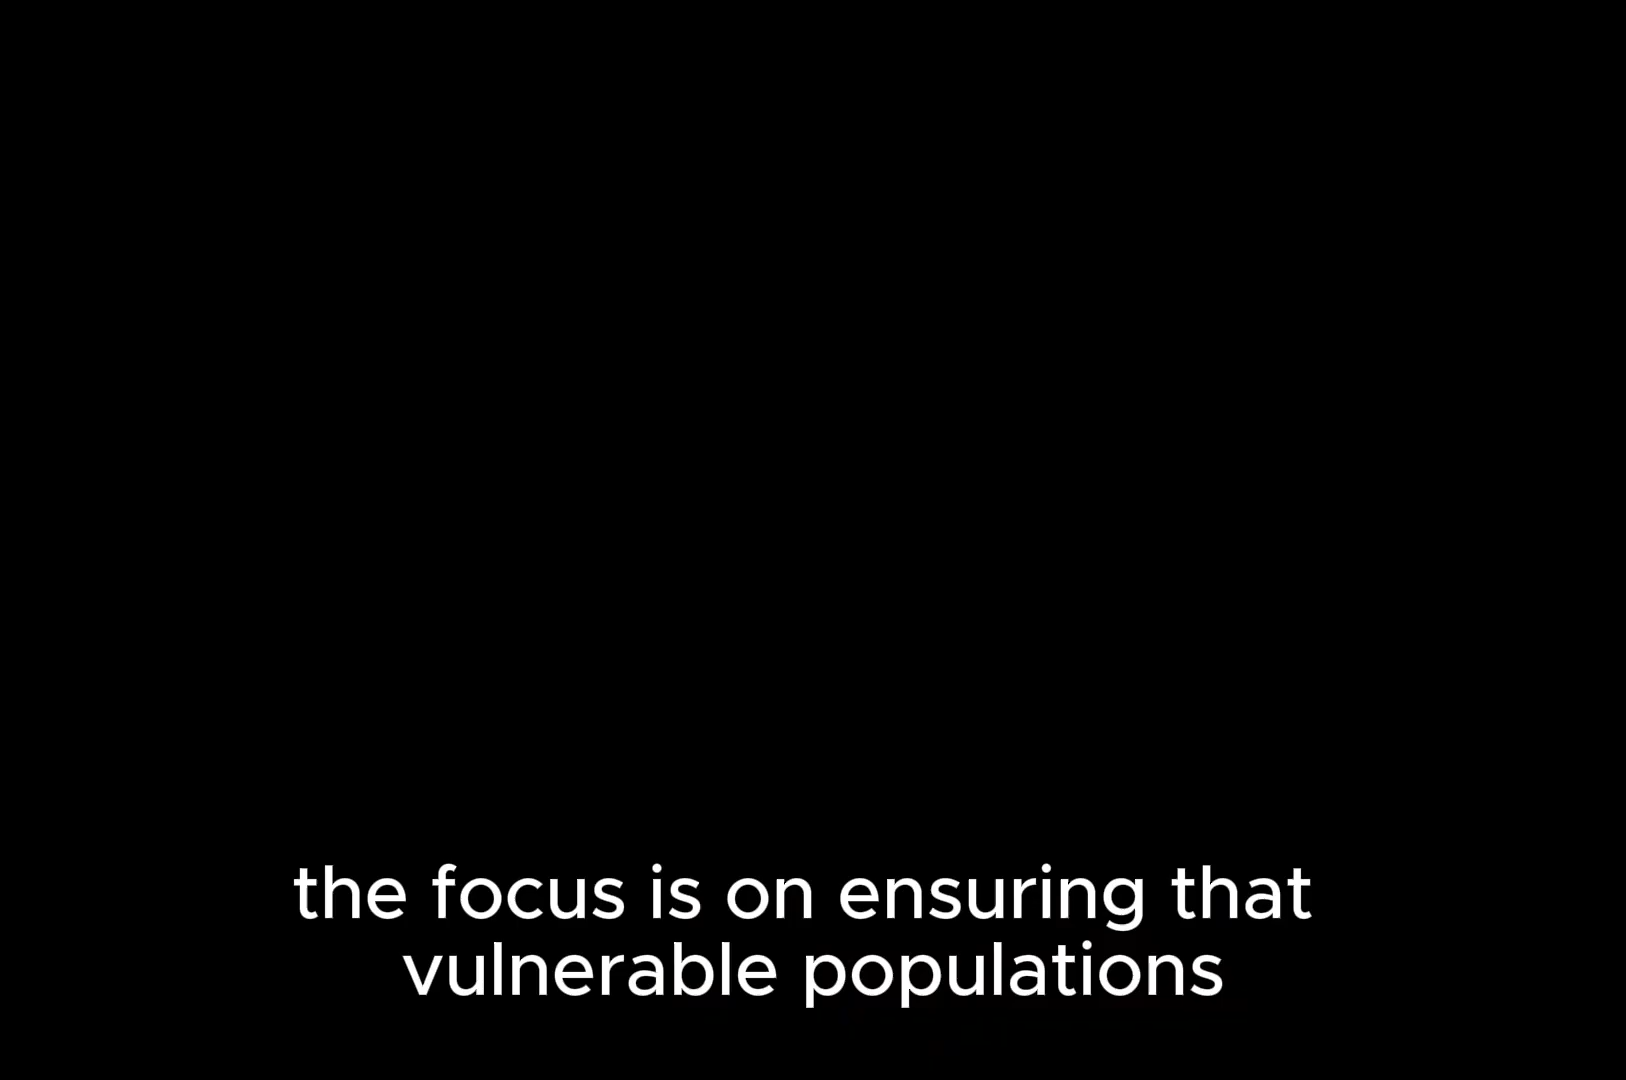 the focus is on ensuring that
vulnerable populations